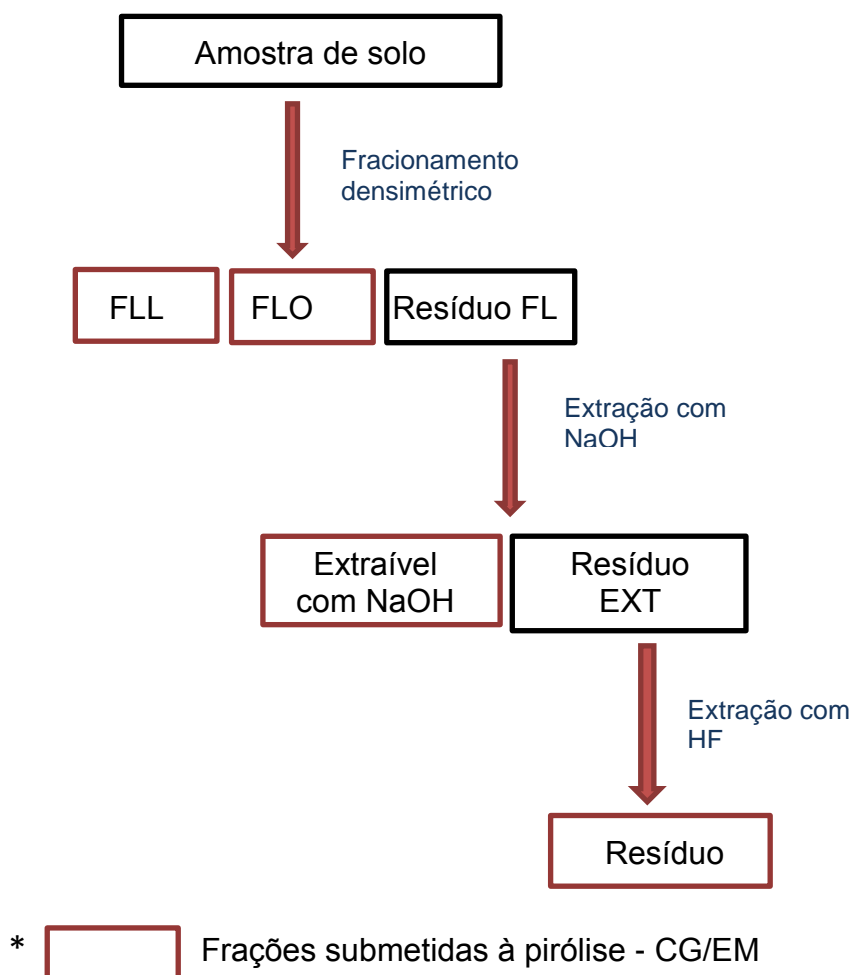 Amostra de solo
Fracionamento
densimétrico
FLL
FLO
Resíduo FL
Extração com
NaOH
Extraível
com NaOH
Resíduo
EXT
Extração com
HF
Resíduo
* Frações submetidas à pirólise - CG/EM